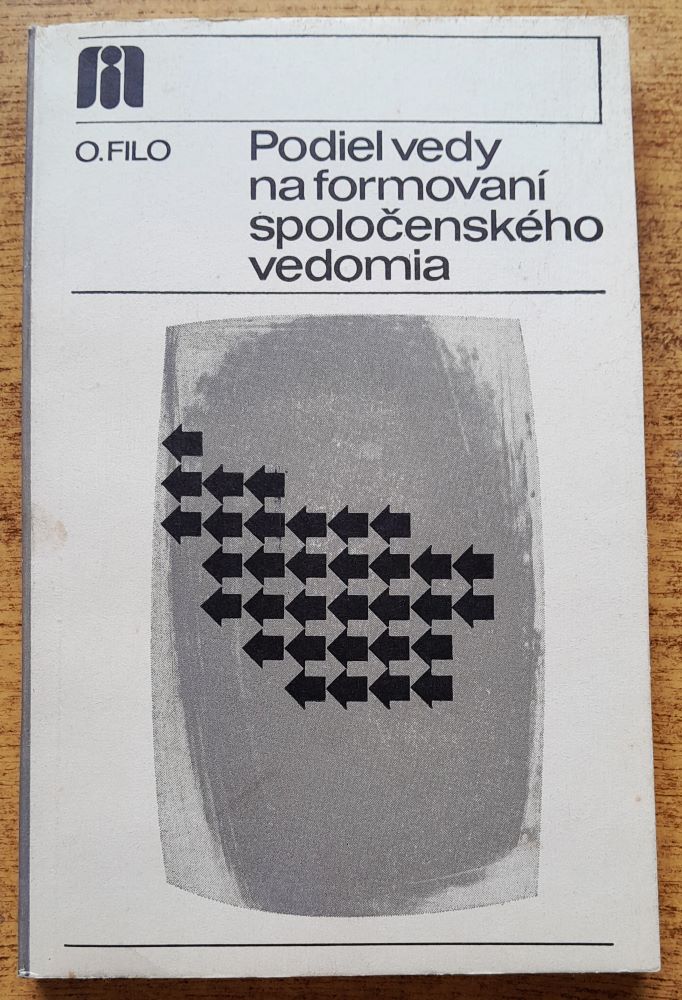 O. FILO
Podiel vedy
na formovaní
spoločenského
vedomia